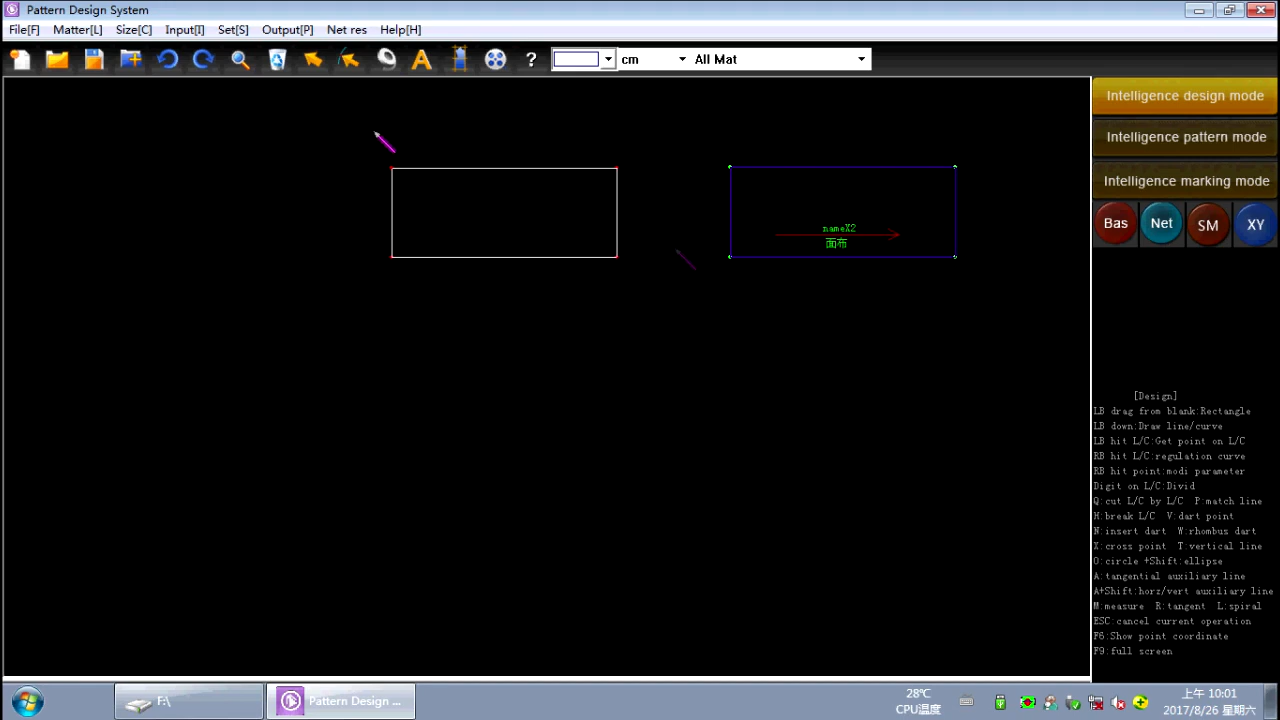 Pattern Design System
File[F] Matter[L] Size[C] Input[I] Set[S] Output[P] Net res Help[H]
A ? cm All Mat
Intelligence design mode
Intelligence pattern mode
Intelligence marking mode
Bas Net SM XY
nameX2
面布
[Design]
LB drag from blank:Rectangle
LB down:Draw line/curve
LB hit L/C:Get point on L/C
RB hit L/C:regulation curve
RB hit point:modi parameter
Digit on L/C:Divid
Q:cut L/C by L/C P:match line
H:break L/C V:dart point
N:insert dart W:rhombus dart
X:cross point T:vertical line
O:circle +Shift:ellipse
A:tangential auxiliary line
A+Shift:horz/vert auxiliary line
M:measure R:tangent L:spiral
ESC:cancel current operation
F6:Show point coordinate
F9:full screen
F:\
Pattern Design ...
28℃
CPU温度
上午 10:01
2017/8/26 星期六